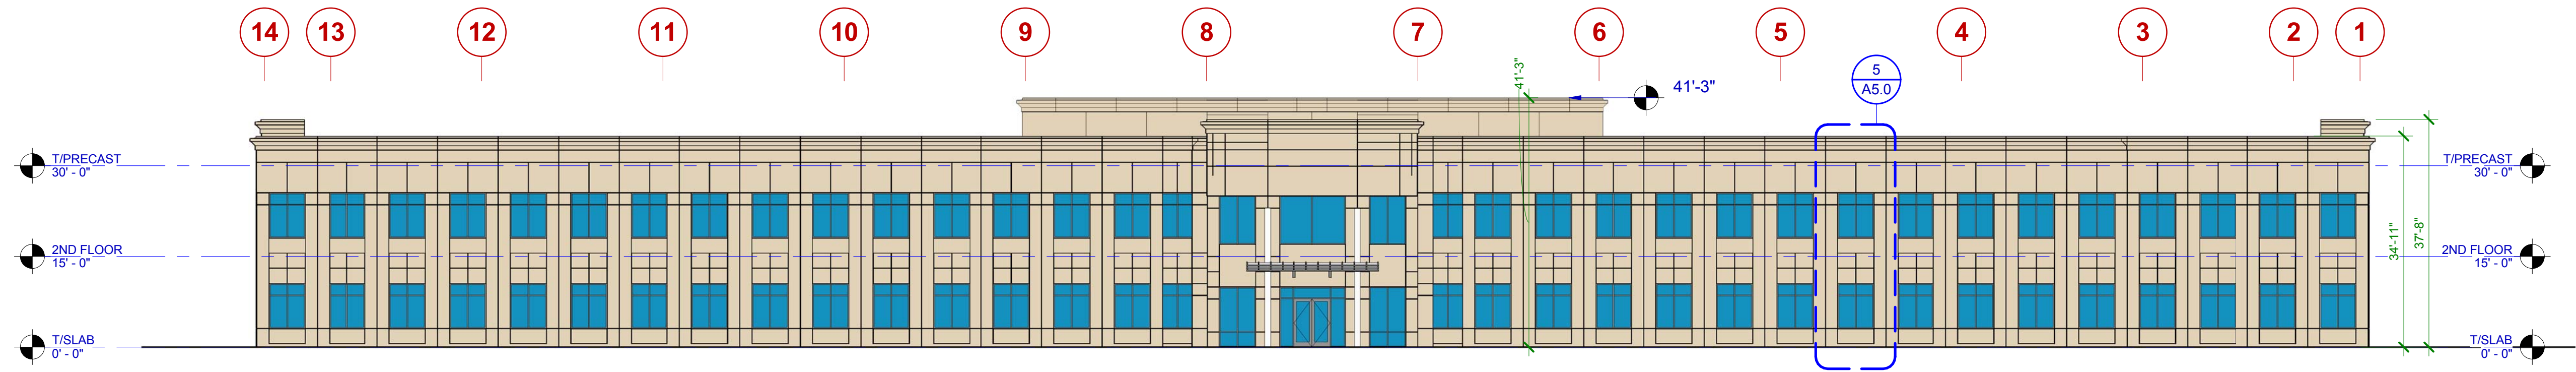 14 13 12 11 10 9 8 7 6 5 4 3 2 1
5
A5.0
41'-3"
41'-3"
T/PRECAST
30' - 0"
T/PRECAST
30' - 0"
2ND FLOOR
15' - 0"
2ND FLOOR
15' - 0"
34'-11"
37'-8"
T/SLAB
0' - 0"
T/SLAB
0' - 0"